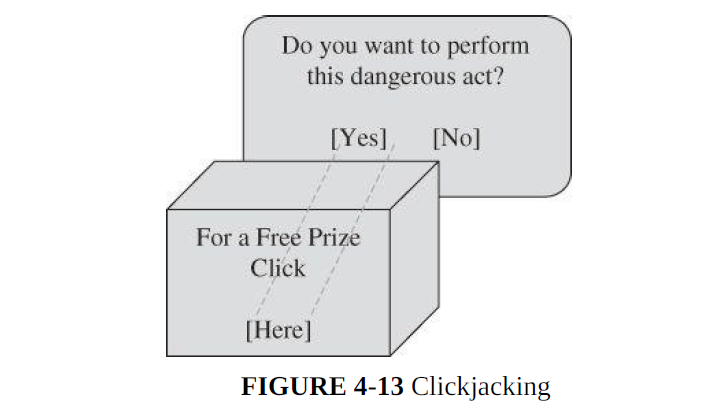 Do you want to perform
this dangerous act?
[Yes] [No]
For a Free Prize
Click
[Here]
FIGURE 4-13 Clickjacking